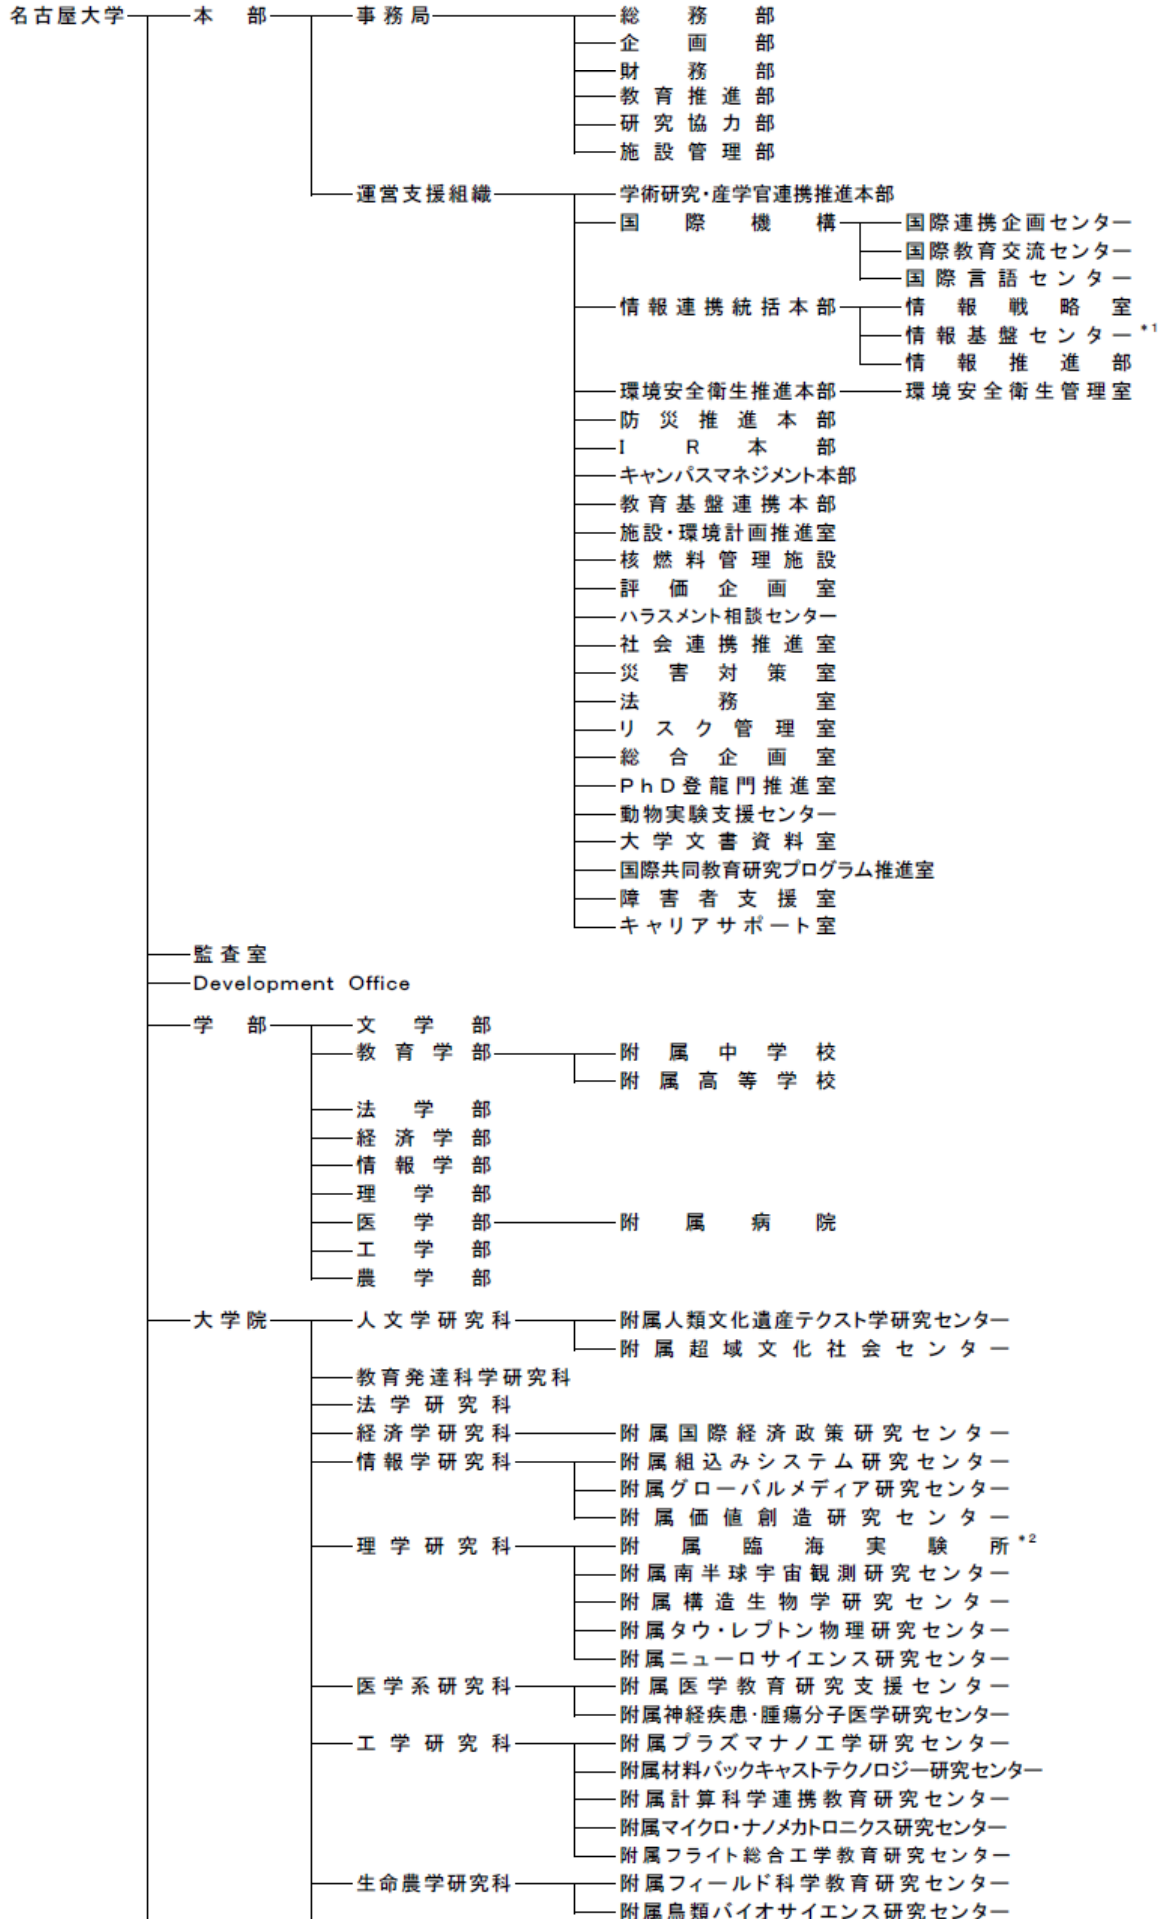 名古屋大学 本部 事務局 総務部
企画部
財務部
教育推進部
研究協力部
施設管理部
運営支援組織 学術研究・産学官連携推進本部
国際機構 国際連携企画センター
国際教育交流センター
国際言語センター
情報連携統括本部 情報戦略室
情報基盤センター *1
情報推進部
環境安全衛生推進本部 環境安全衛生管理室
防災推進本部
IR本部
キャンパスマネジメント本部
教育基盤連携本部
施設・環境計画推進室
核燃料管理施設
評価企画室
ハラスメント相談センター
社会連携推進室
災害対策室
法務室
リスク管理室
総合企画室
PhD登龍門推進室
動物実験支援センター
大学文書資料室
国際共同教育研究プログラム推進室
障害者支援室
キャリアサポート室
監査室
Development Office
学部 文学部
教育学部 附属中学校
附属高等学校
法学部
経済学部
情報学部
理学部
医学部 附属病院
工学部
農学部
大学院 人文学研究科 附属人類文化遺産テクスト学研究センター
附属超域文化社会センター
教育発達科学研究科
法学研究科
経済学研究科 附属国際経済政策研究センター
情報学研究科 附属組込みシステム研究センター
附属グローバルメディア研究センター
附属価値創造研究センター
理学研究科 附属臨海実験所 *2
附属南半球宇宙観測研究センター
附属構造生物学研究センター
附属タウ・レプトン物理研究センター
附属ニューロサイエンス研究センター
医学系研究科 附属医学教育研究支援センター
附属神経疾患・腫瘍分子医学研究センター
工学研究科 附属プラズマナノ工学研究センター
附属材料バックキャストテクノロジー研究センター
附属計算科学連携教育研究センター
附属マイクロ・ナノメカトロニクス研究センター
附属フライト総合工学教育研究センター
生命農学研究科 附属フィールド科学教育研究センター
附属鳥類バイオサイエンス研究センター